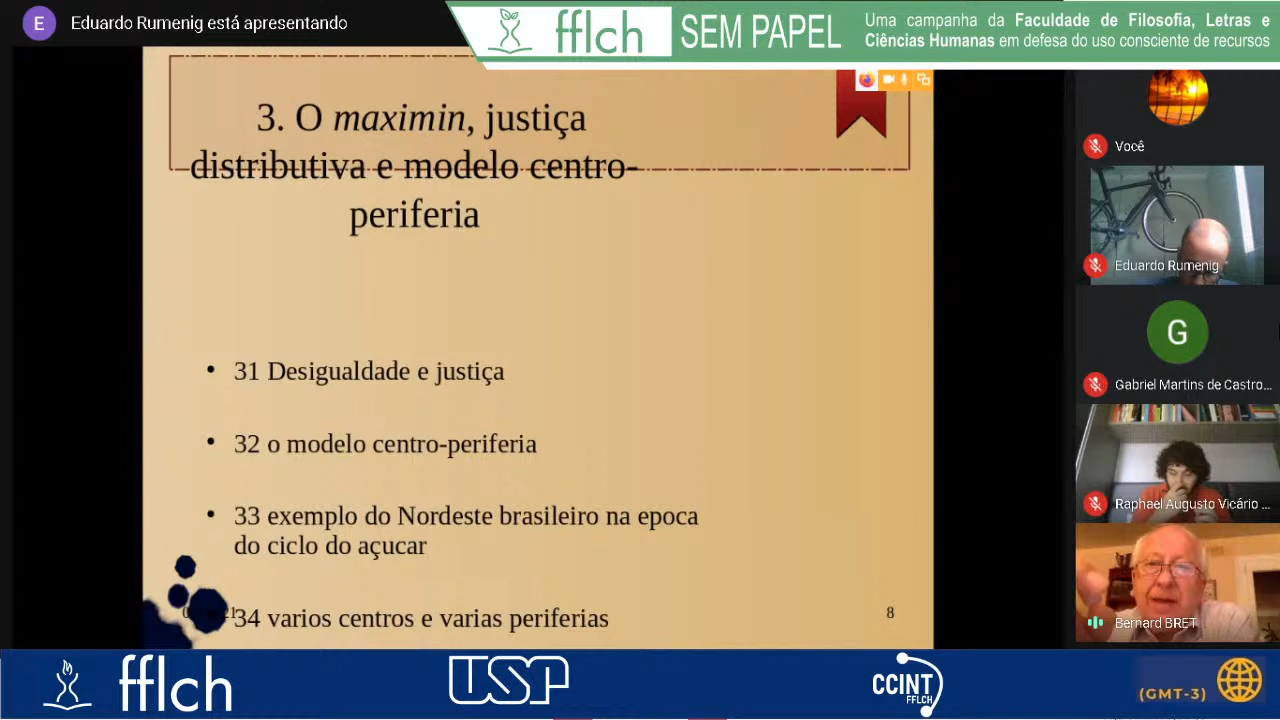 E
Eduardo Rumenig está apresentando
fflch
SEM PAPEL
Uma campanha da Faculdade de Filosofia, Letras e
Ciências Humanas em defesa do uso consciente de recursos
3. O maximin, justiça
distributiva e modelo centro-
periferia
• 31 Desigualdade e justiça
• 32 o modelo centro-periferia
• 33 exemplo do Nordeste brasileiro na epoca
do ciclo do açucar
• 34 varios centros e varias periferias
8
Você
Eduardo Rumenig
G
Gabriel Martins de Castro...
Raphael Augusto Vicário ...
Bernard BRET
fflch
USP
CCINT
FFLCH
(GMT-3)